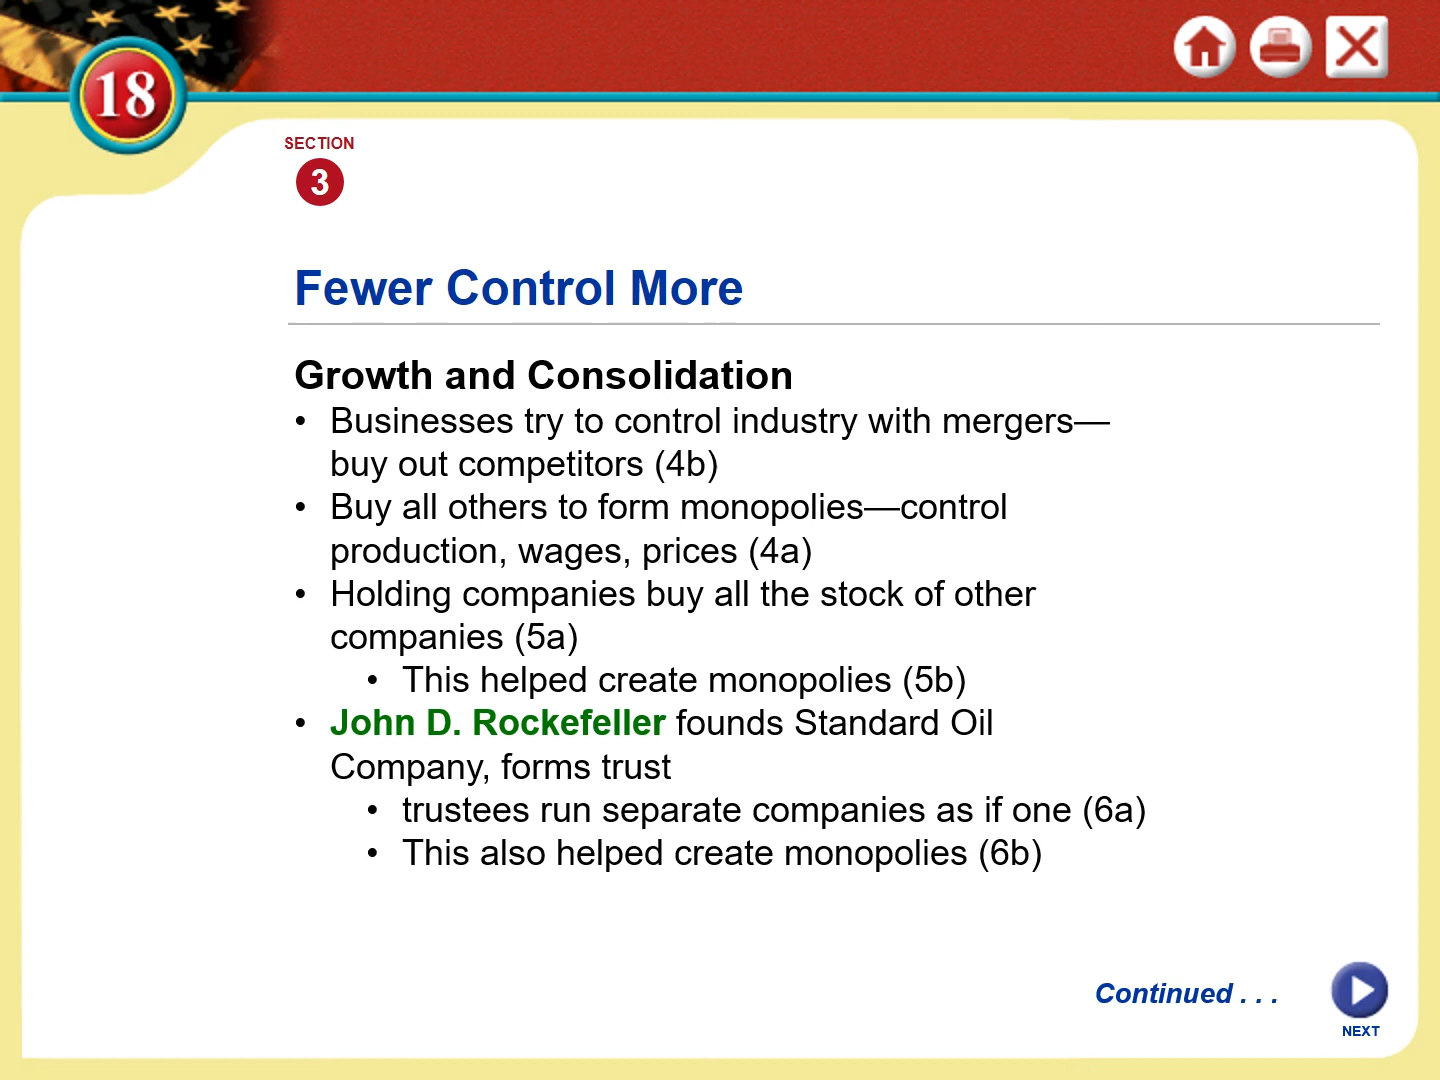 18
SECTION
3
Fewer Control More
Growth and Consolidation
• Businesses try to control industry with mergers—
buy out competitors (4b)
• Buy all others to form monopolies—control
production, wages, prices (4a)
• Holding companies buy all the stock of other
companies (5a)
• This helped create monopolies (5b)
• John D. Rockefeller founds Standard Oil
Company, forms trust
• trustees run separate companies as if one (6a)
• This also helped create monopolies (6b)
Continued . . .
NEXT